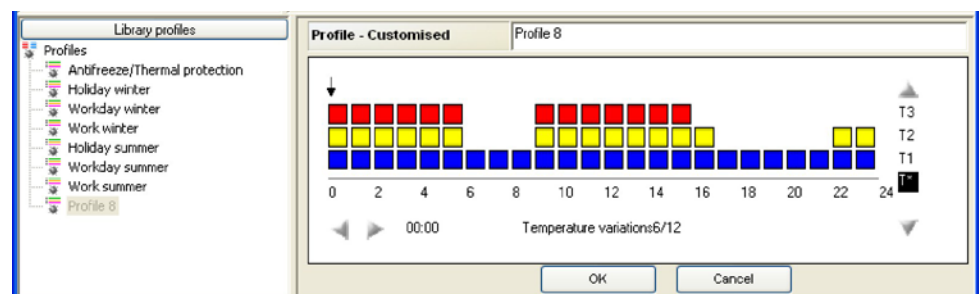 Library profiles
Profiles
Antifreeze/Thermal protection
Holiday winter
Workday winter
Work winter
Holiday summer
Workday summer
Work summer
Profile 8
Profile - Customised
Profile 8
T3
T2
T1
T*
0 2 4 6 8 10 12 14 16 18 20 22 24
00:00
Temperature variations6/12
OK
Cancel